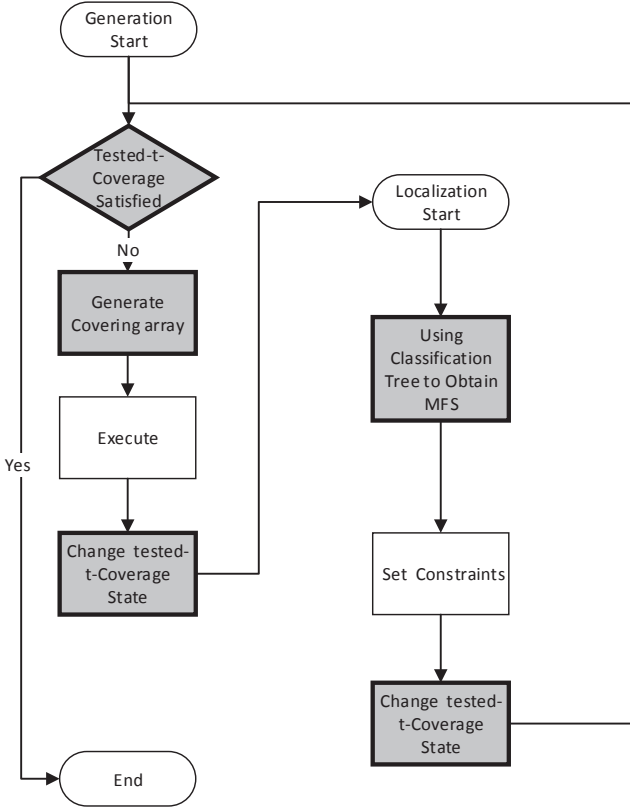 Generation
Start
Tested-t-
Coverage
Satisfied
No
Generate
Covering array
Execute
Yes
Change tested-
t-Coverage
State
End
Localization
Start
Using
Classification
Tree to Obtain
MFS
Set Constraints
Change tested-
t-Coverage
State